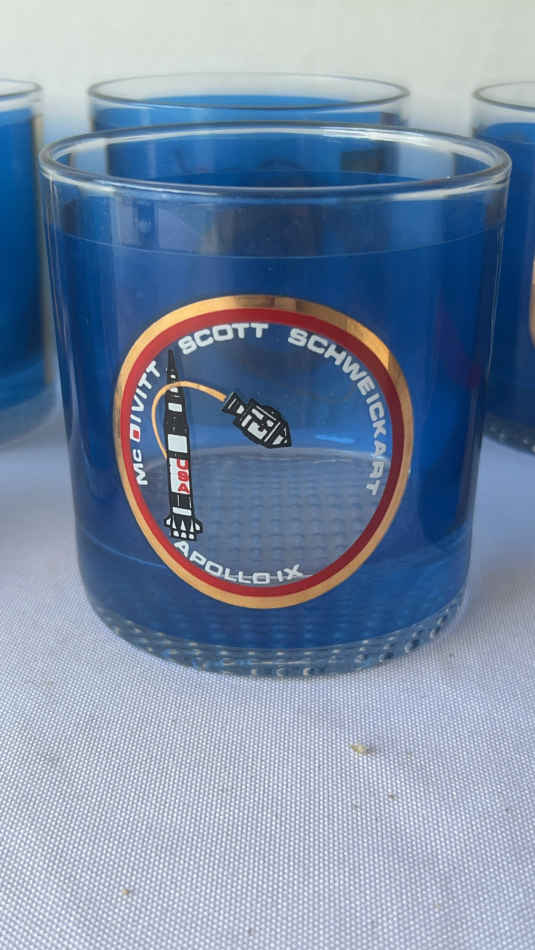 Mc DIVITT SCOTT SCHWEICKART
USA
APOLLO IX